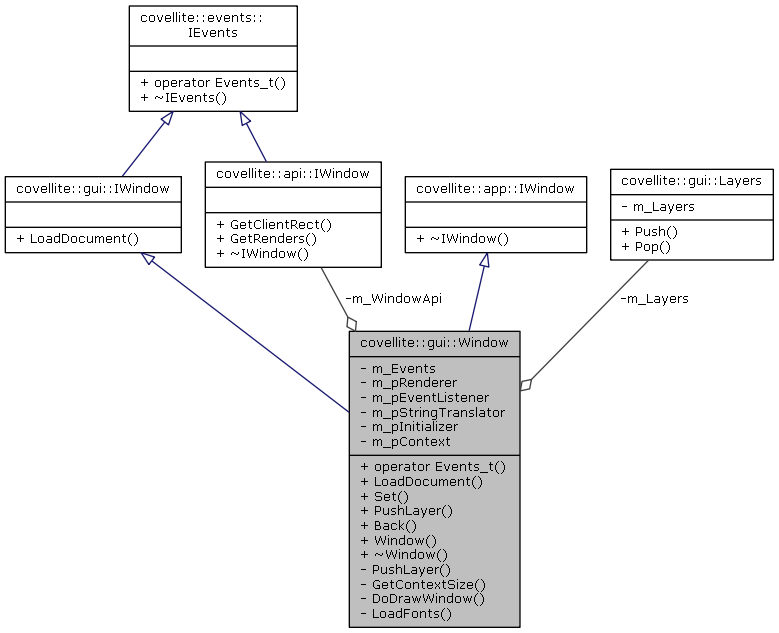 covellite::events::
IEvents
+ operator Events_t()
+ ~IEvents()
covellite::gui::IWindow
+ LoadDocument()
covellite::api::IWindow
+ GetClientRect()
+ GetRenders()
+ ~IWindow()
covellite::app::IWindow
+ ~IWindow()
covellite::gui::Layers
- m_Layers
+ Push()
+ Pop()
-m_WindowApi
-m_Layers
covellite::gui::Window
- m_Events
- m_pRenderer
- m_pEventListener
- m_pStringTranslator
- m_pInitializer
- m_pContext
+ operator Events_t()
+ LoadDocument()
+ Set()
+ PushLayer()
+ Back()
+ Window()
+ ~Window()
- PushLayer()
- GetContextSize()
- DoDrawWindow()
- LoadFonts()